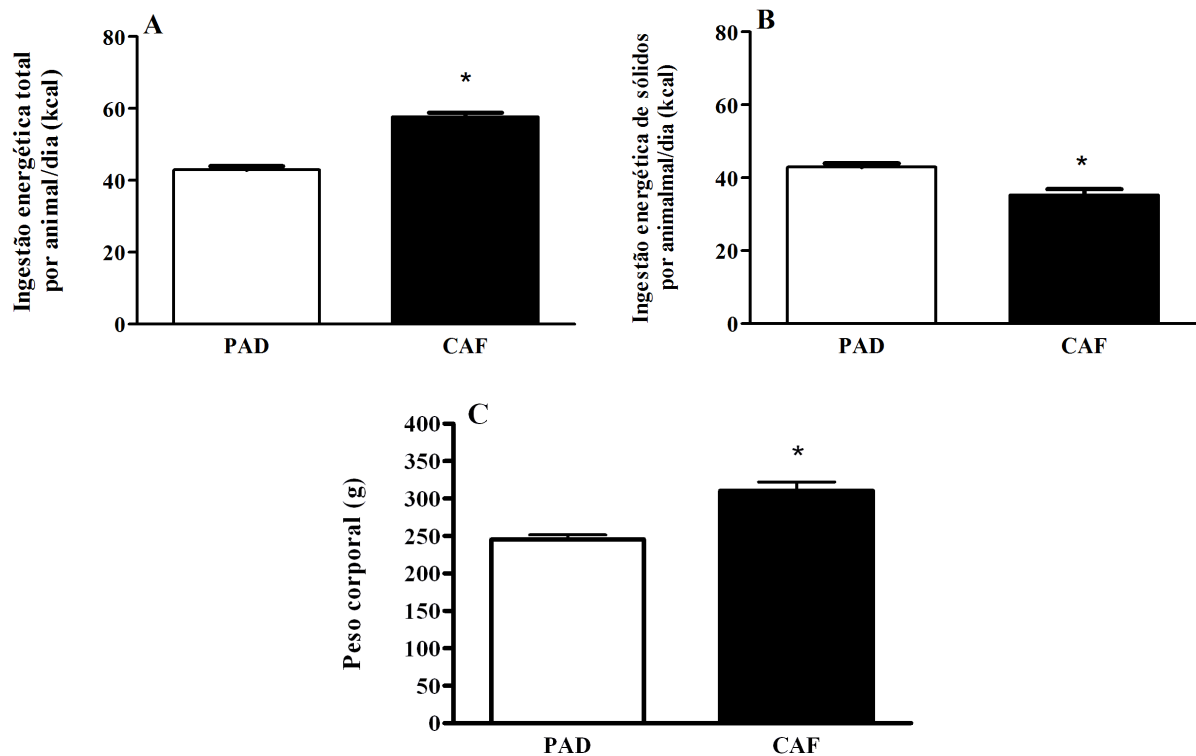 A
Ingestão energética total
por animal/dia (kcal)
80
60
40
20
0
*
PAD
CAF
B
Ingestão energética de sólidos
por animalmal/dia (kcal)
80
60
40
20
0
*
PAD
CAF
C
Peso corporal (g)
400
350
300
250
200
150
100
50
0
*
PAD
CAF